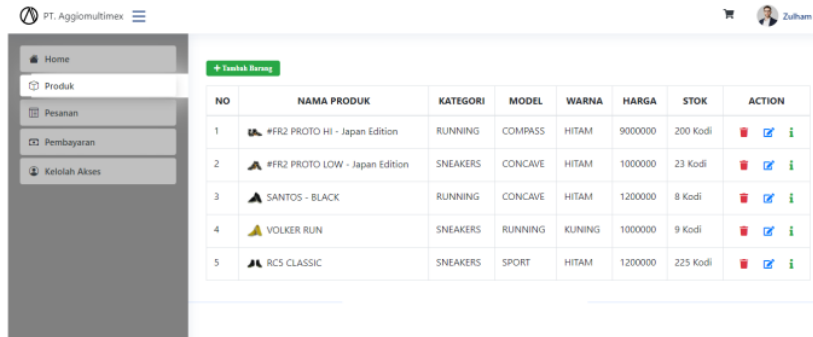 PT. Aggiomultimex
Zulham
Home
Produk
Pesanan
Pembayaran
Kelolah Akses
+ Tambah Barang
NO NAMA PRODUK KATEGORI MODEL WARNA HARGA STOK ACTION
1 #FR2 PROTO HI - Japan Edition RUNNING COMPASS HITAM 9000000 200 Kodi
2 #FR2 PROTO LOW - Japan Edition SNEAKERS CONCAVE HITAM 1000000 23 Kodi
3 SANTOS - BLACK RUNNING CONCAVE HITAM 1200000 8 Kodi
4 VOLKER RUN SNEAKERS RUNNING KUNING 1000000 9 Kodi
5 RC5 CLASSIC SNEAKERS SPORT HITAM 1200000 225 Kodi